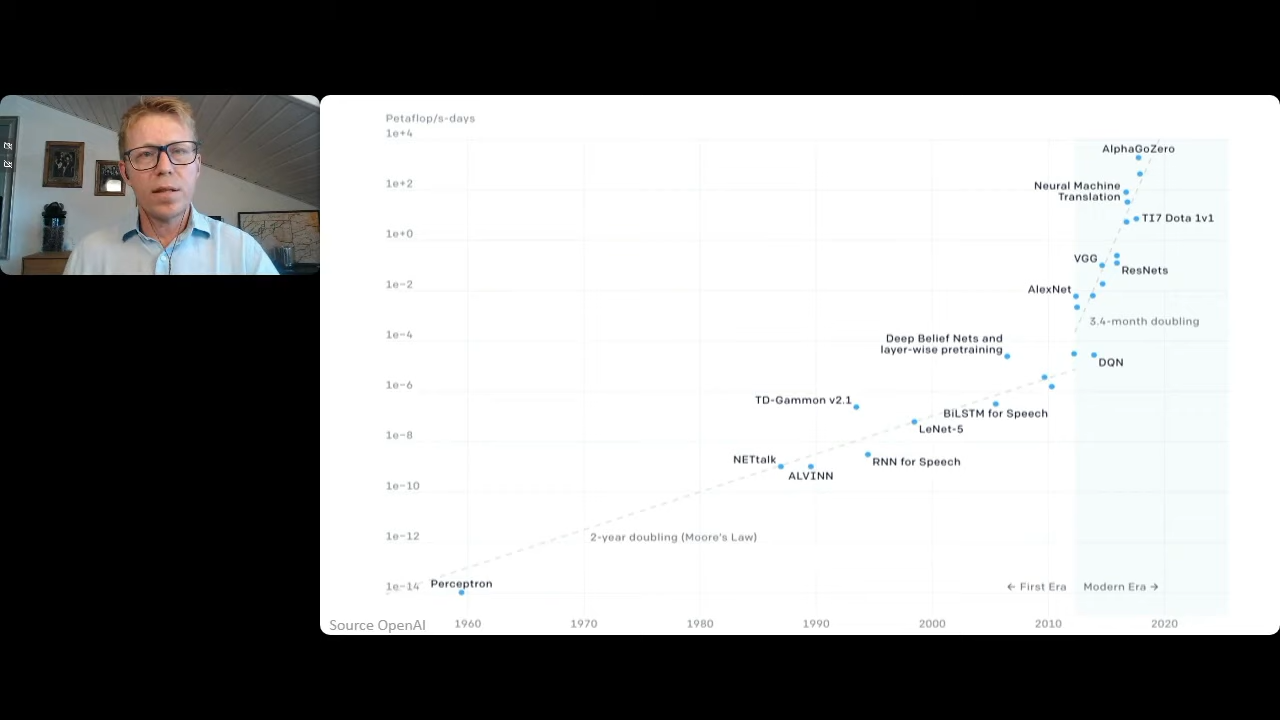 Petaflop/s-days
1e+4
AlphaGoZero
1e+2
Neural Machine
Translation
TI7 Dota 1v1
1e+0
VGG
ResNets
1e-2
AlexNet
3.4-month doubling
1e-4
Deep Belief Nets and
layer-wise pretraining
DQN
1e-6
TD-Gammon v2.1
BiLSTM for Speech
LeNet-5
1e-8
NETtalk
RNN for Speech
ALVINN
1e-10
1e-12
2-year doubling (Moore's Law)
1e-14
Perceptron
← First Era
Modern Era →
Source OpenAI
1960
1970
1980
1990
2000
2010
2020